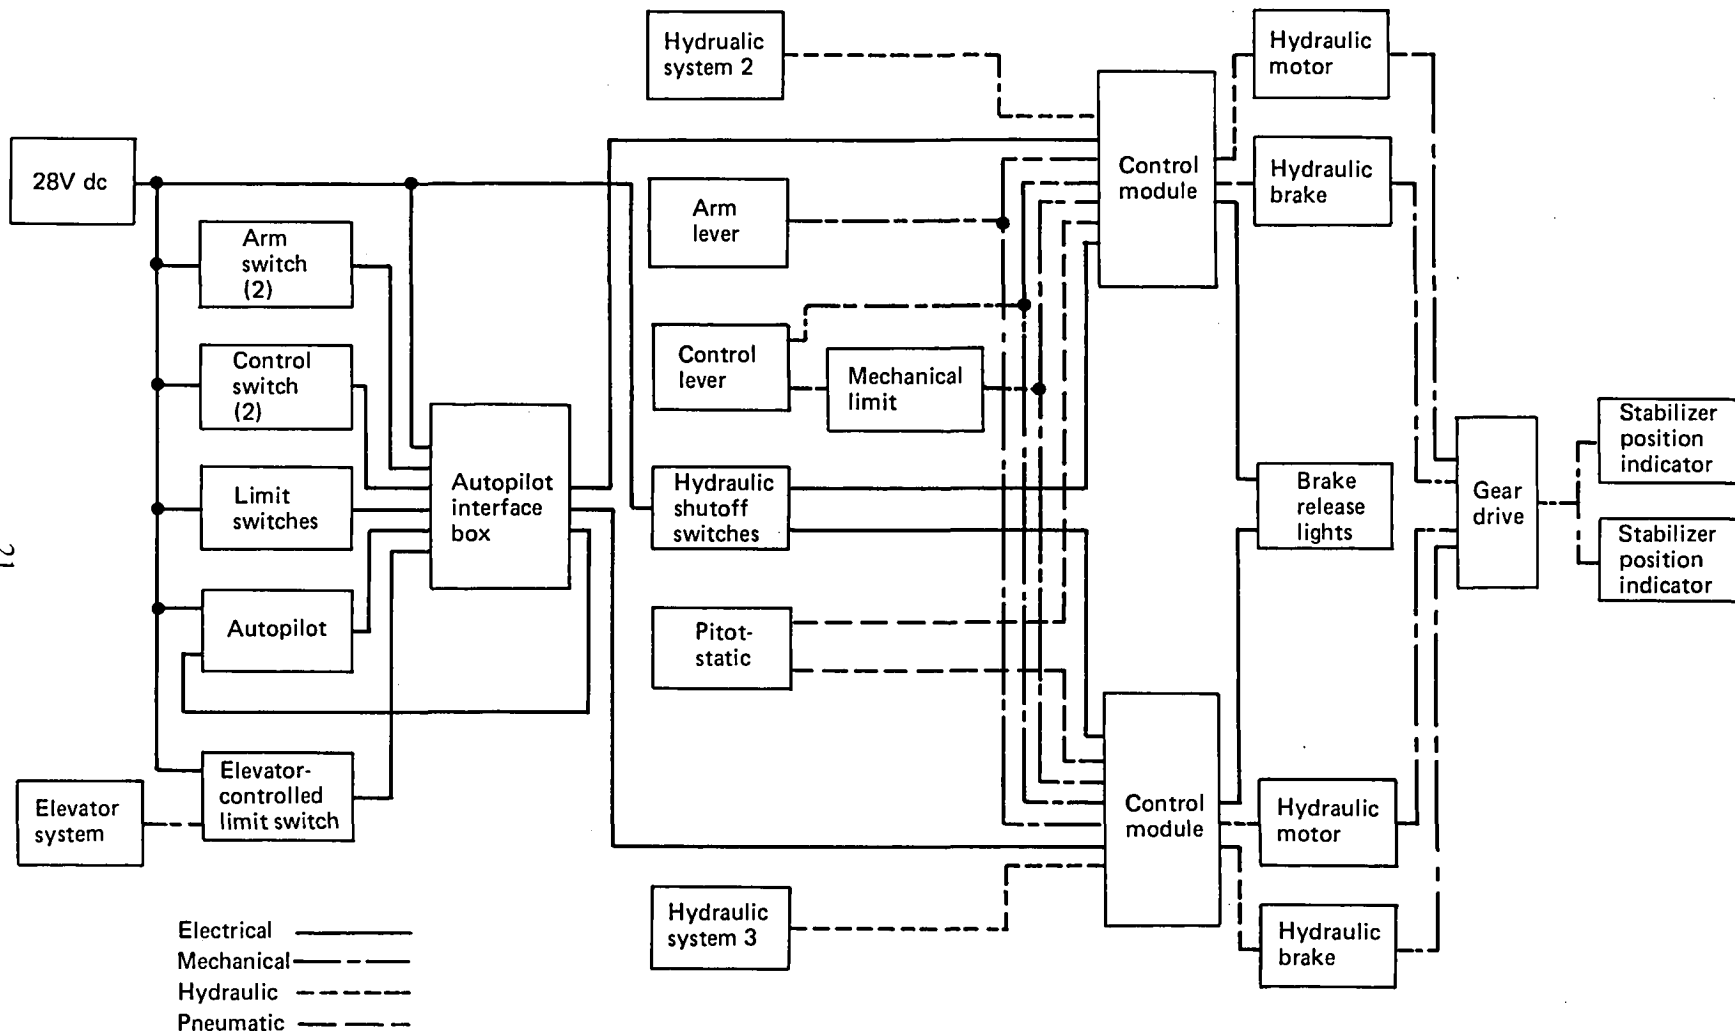 Hydrualic
system 2
Hydraulic
motor
28V dc
Control
module
Hydraulic
brake
Arm
switch
(2)
Arm
lever
Control
switch
(2)
Control
lever
Mechanical
limit
Limit
switches
Autopilot
interface
box
Hydraulic
shutoff
switches
Brake
release
lights
Gear
drive
Stabilizer
position
indicator
Stabilizer
position
indicator
Autopilot
Pitot-
static
21
Elevator
system
Elevator-
controlled
limit switch
Control
module
Hydraulic
motor
Hydraulic
system 3
Hydraulic
brake
Electrical
Mechanical
Hydraulic
Pneumatic